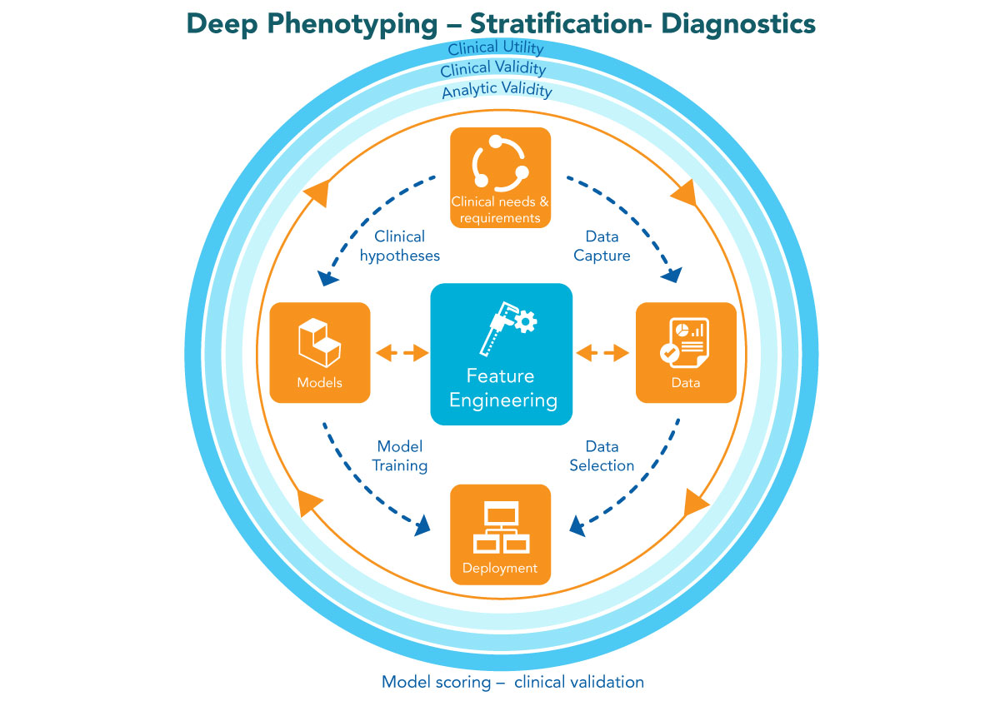 Deep Phenotyping – Stratification- Diagnostics
Clinical Utility
Clinical Validity
Analytic Validity
Clinical needs &
requirements
Clinical
hypotheses
Data
Capture
Models
Feature
Engineering
Data
Model
Training
Data
Selection
Deployment
Model scoring –  clinical validation